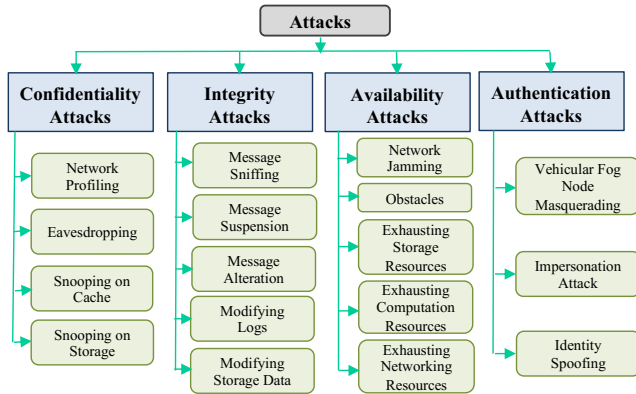 Attacks
Confidentiality
Attacks
Network
Profiling
Eavesdropping
Snooping on
Cache
Snooping on
Storage
Integrity
Attacks
Message
Sniffing
Message
Suspension
Message
Alteration
Modifying
Logs
Modifying
Storage Data
Availability
Attacks
Network
Jamming
Obstacles
Exhausting
Storage
Resources
Exhausting
Computation
Resources
Exhausting
Networking
Resources
Authentication
Attacks
Vehicular Fog
Node
Masquerading
Impersonation
Attack
Identity
Spoofing